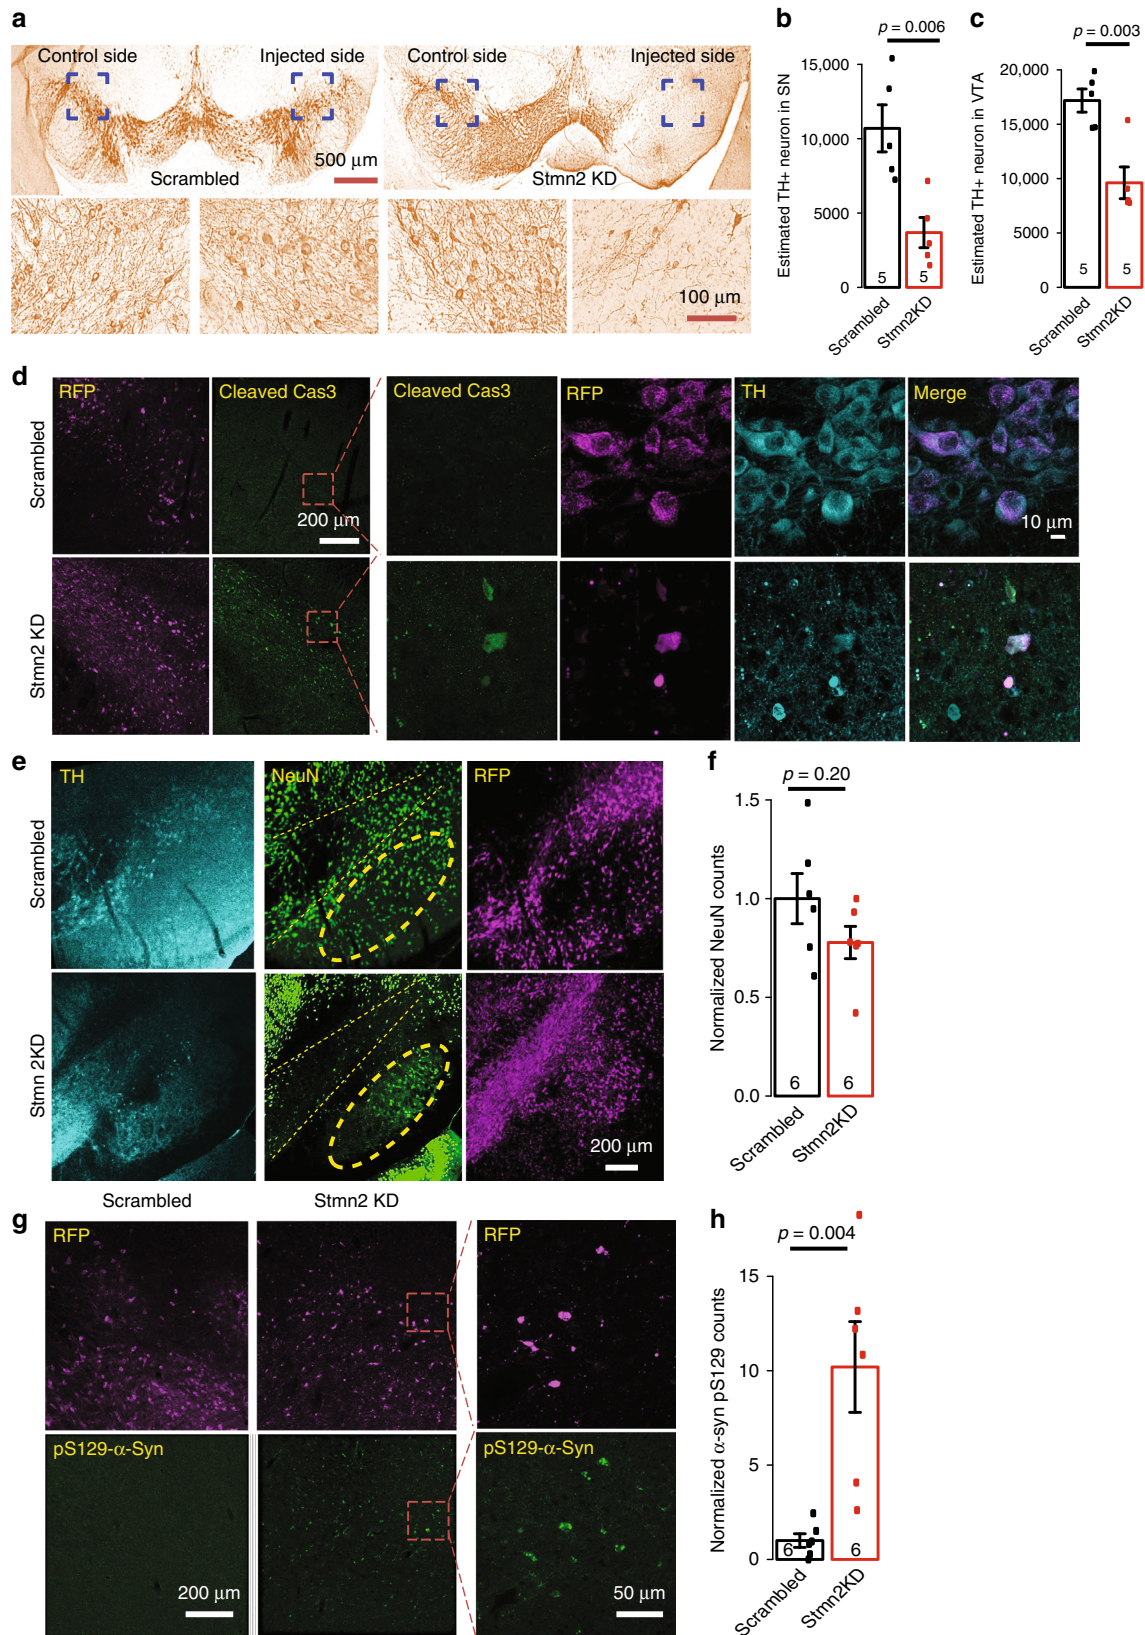 a
Control side
Injected side
Control side
Injected side
500 µm
Scrambled
Stmn2 KD
100 µm
b
p = 0.006
Estimated TH+ neuron in SN
15,000
10,000
5000
0
5
5
Scrambled
Stmn2KD
c
p = 0.003
Estimated TH+ neuron in VTA
20,000
15,000
10,000
5000
0
5
5
Scrambled
Stmn2KD
d
Scrambled
RFP
Cleaved Cas3
Cleaved Cas3
RFP
TH
Merge
200 µm
10 µm
Stmn2 KD
e
Scrambled
TH
NeuN
RFP
Stmn 2KD
200 µm
f
p = 0.20
Normalized NeuN counts
1.5
1.0
0.5
0.0
6
6
Scrambled
Stmn2KD
g
Scrambled
Stmn2 KD
RFP
RFP
pS129-α-Syn
pS129-α-Syn
200 µm
50 µm
h
p = 0.004
Normalized α-syn pS129 counts
15
10
5
0
6
6
Scrambled
Stmn2KD